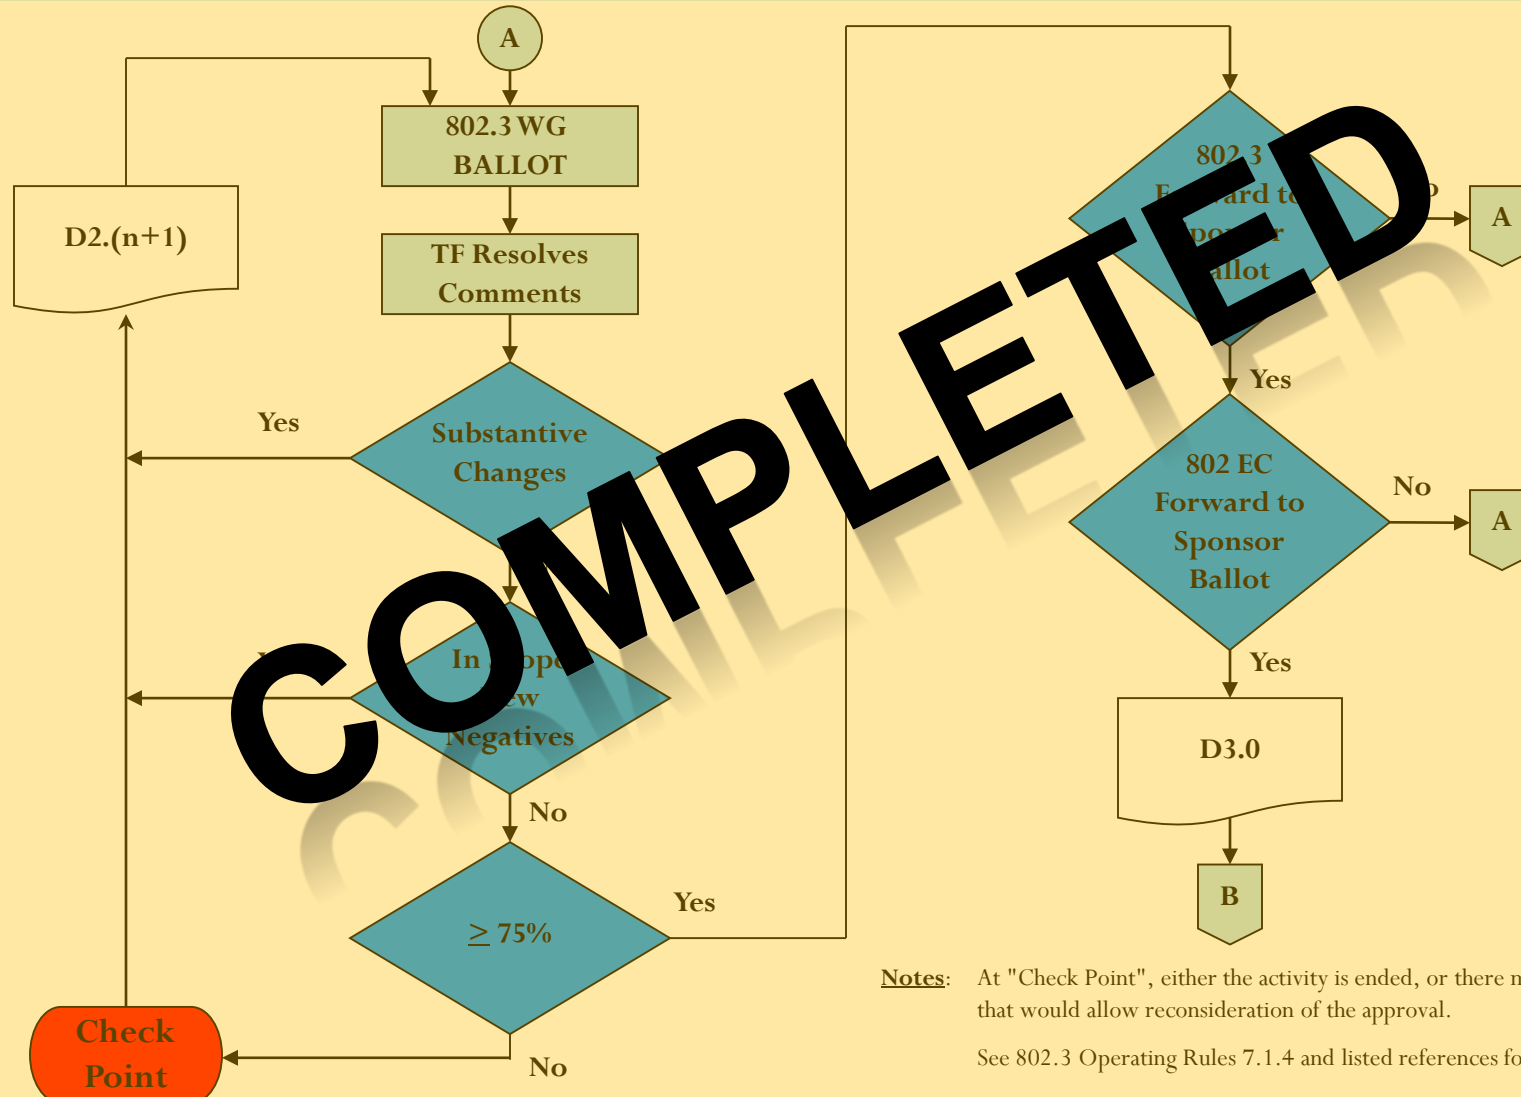 A
802.3 WG
BALLOT
D2.(n+1)
TF Resolves
Comments
Yes
Substantive
Changes
In
Negatives
No
≥ 75%
Yes
Check
Point
No
802.3
A
Yes
802 EC
Forward to
Sponsor
Ballot
No
A
Yes
D3.0
B
COMPLETED
Notes: At "Check Point", either the activity is ended, or there
that would allow reconsideration of the approval.
See 802.3 Operating Rules 7.1.4 and listed references